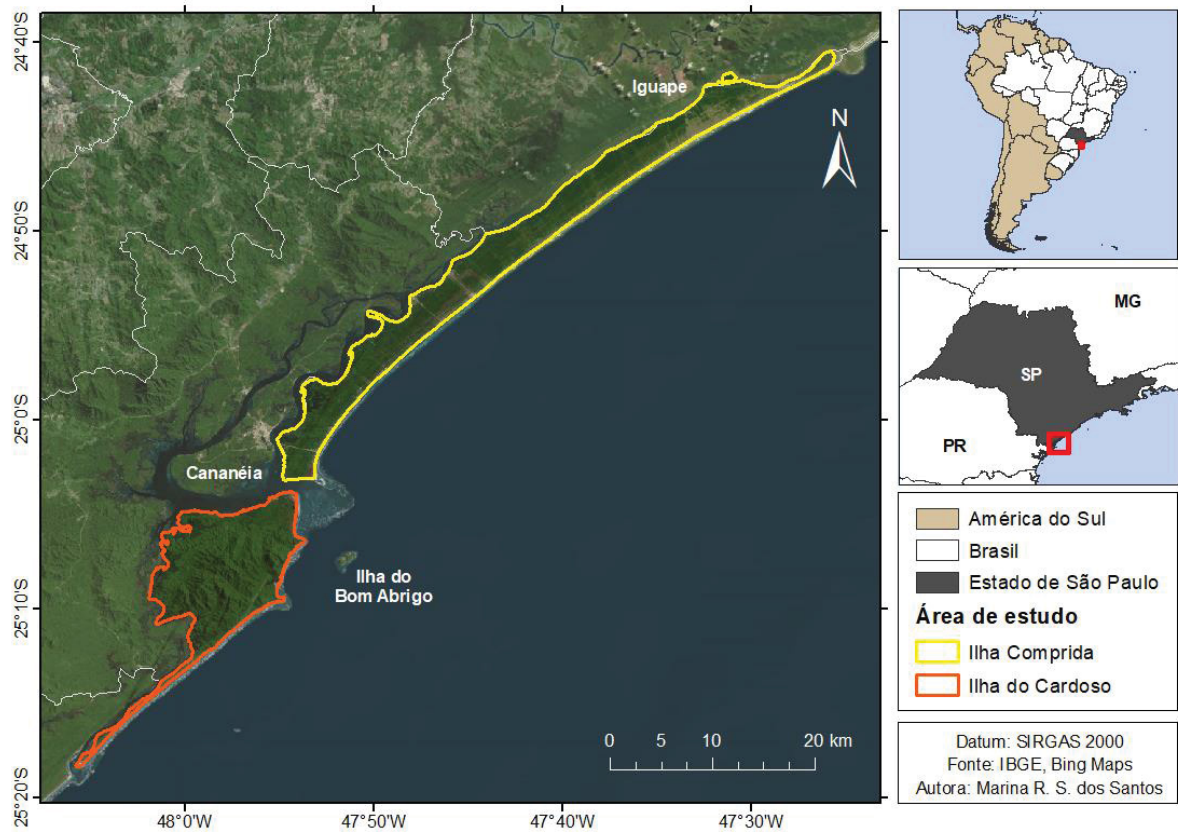 24°40'S
24°50'S
25°0'S
25°10'S
25°20'S
48°0'W
47°50'W
47°40'W
47°30'W
Iguape
N
Cananéia
Ilha do
Bom Abrigo
0 5 10 20 km
MG
SP
PR
América do Sul
Brasil
Estado de São Paulo
Área de estudo
Ilha Comprida
Ilha do Cardoso
Datum: SIRGAS 2000
Fonte: IBGE, Bing Maps
Autora: Marina R. S. dos Santos